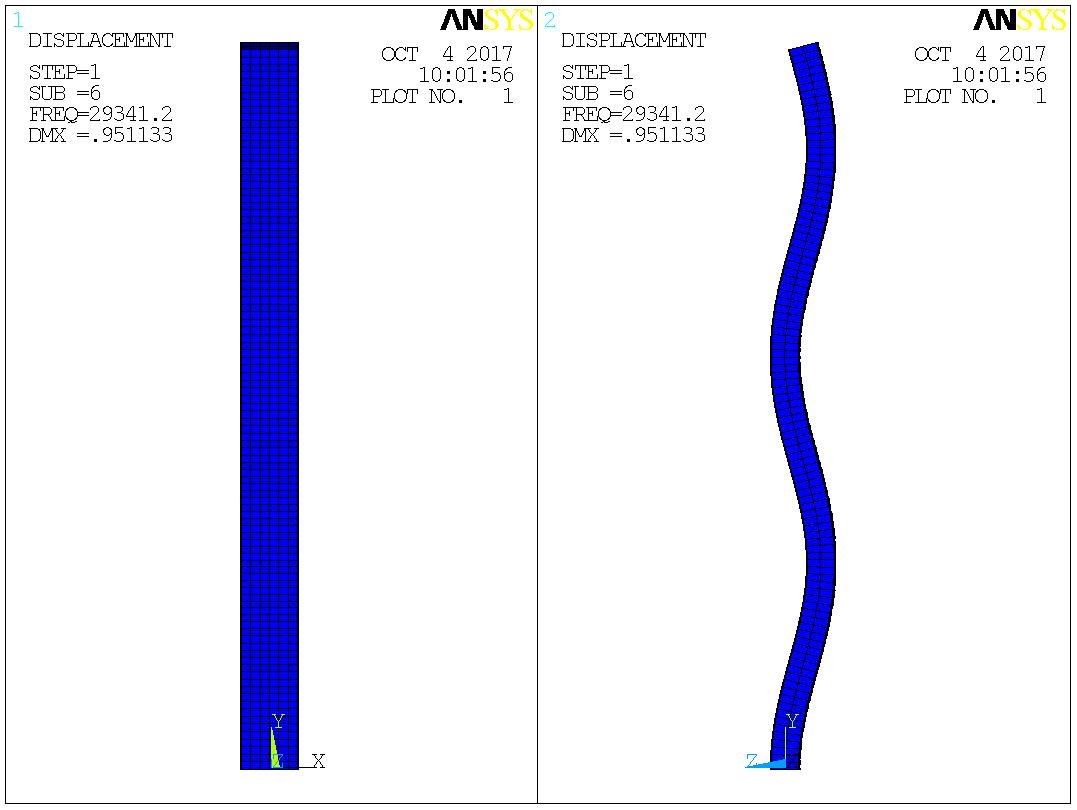 1
ANSYS
DISPLACEMENT
STEP=1
SUB =6
FREQ=29341.2
DMX =.951133
OCT  4 2017
10:01:56
PLOT NO.   1
Y
Z
X
2
ANSYS
DISPLACEMENT
STEP=1
SUB =6
FREQ=29341.2
DMX =.951133
OCT  4 2017
10:01:56
PLOT NO.   1
Y
Z